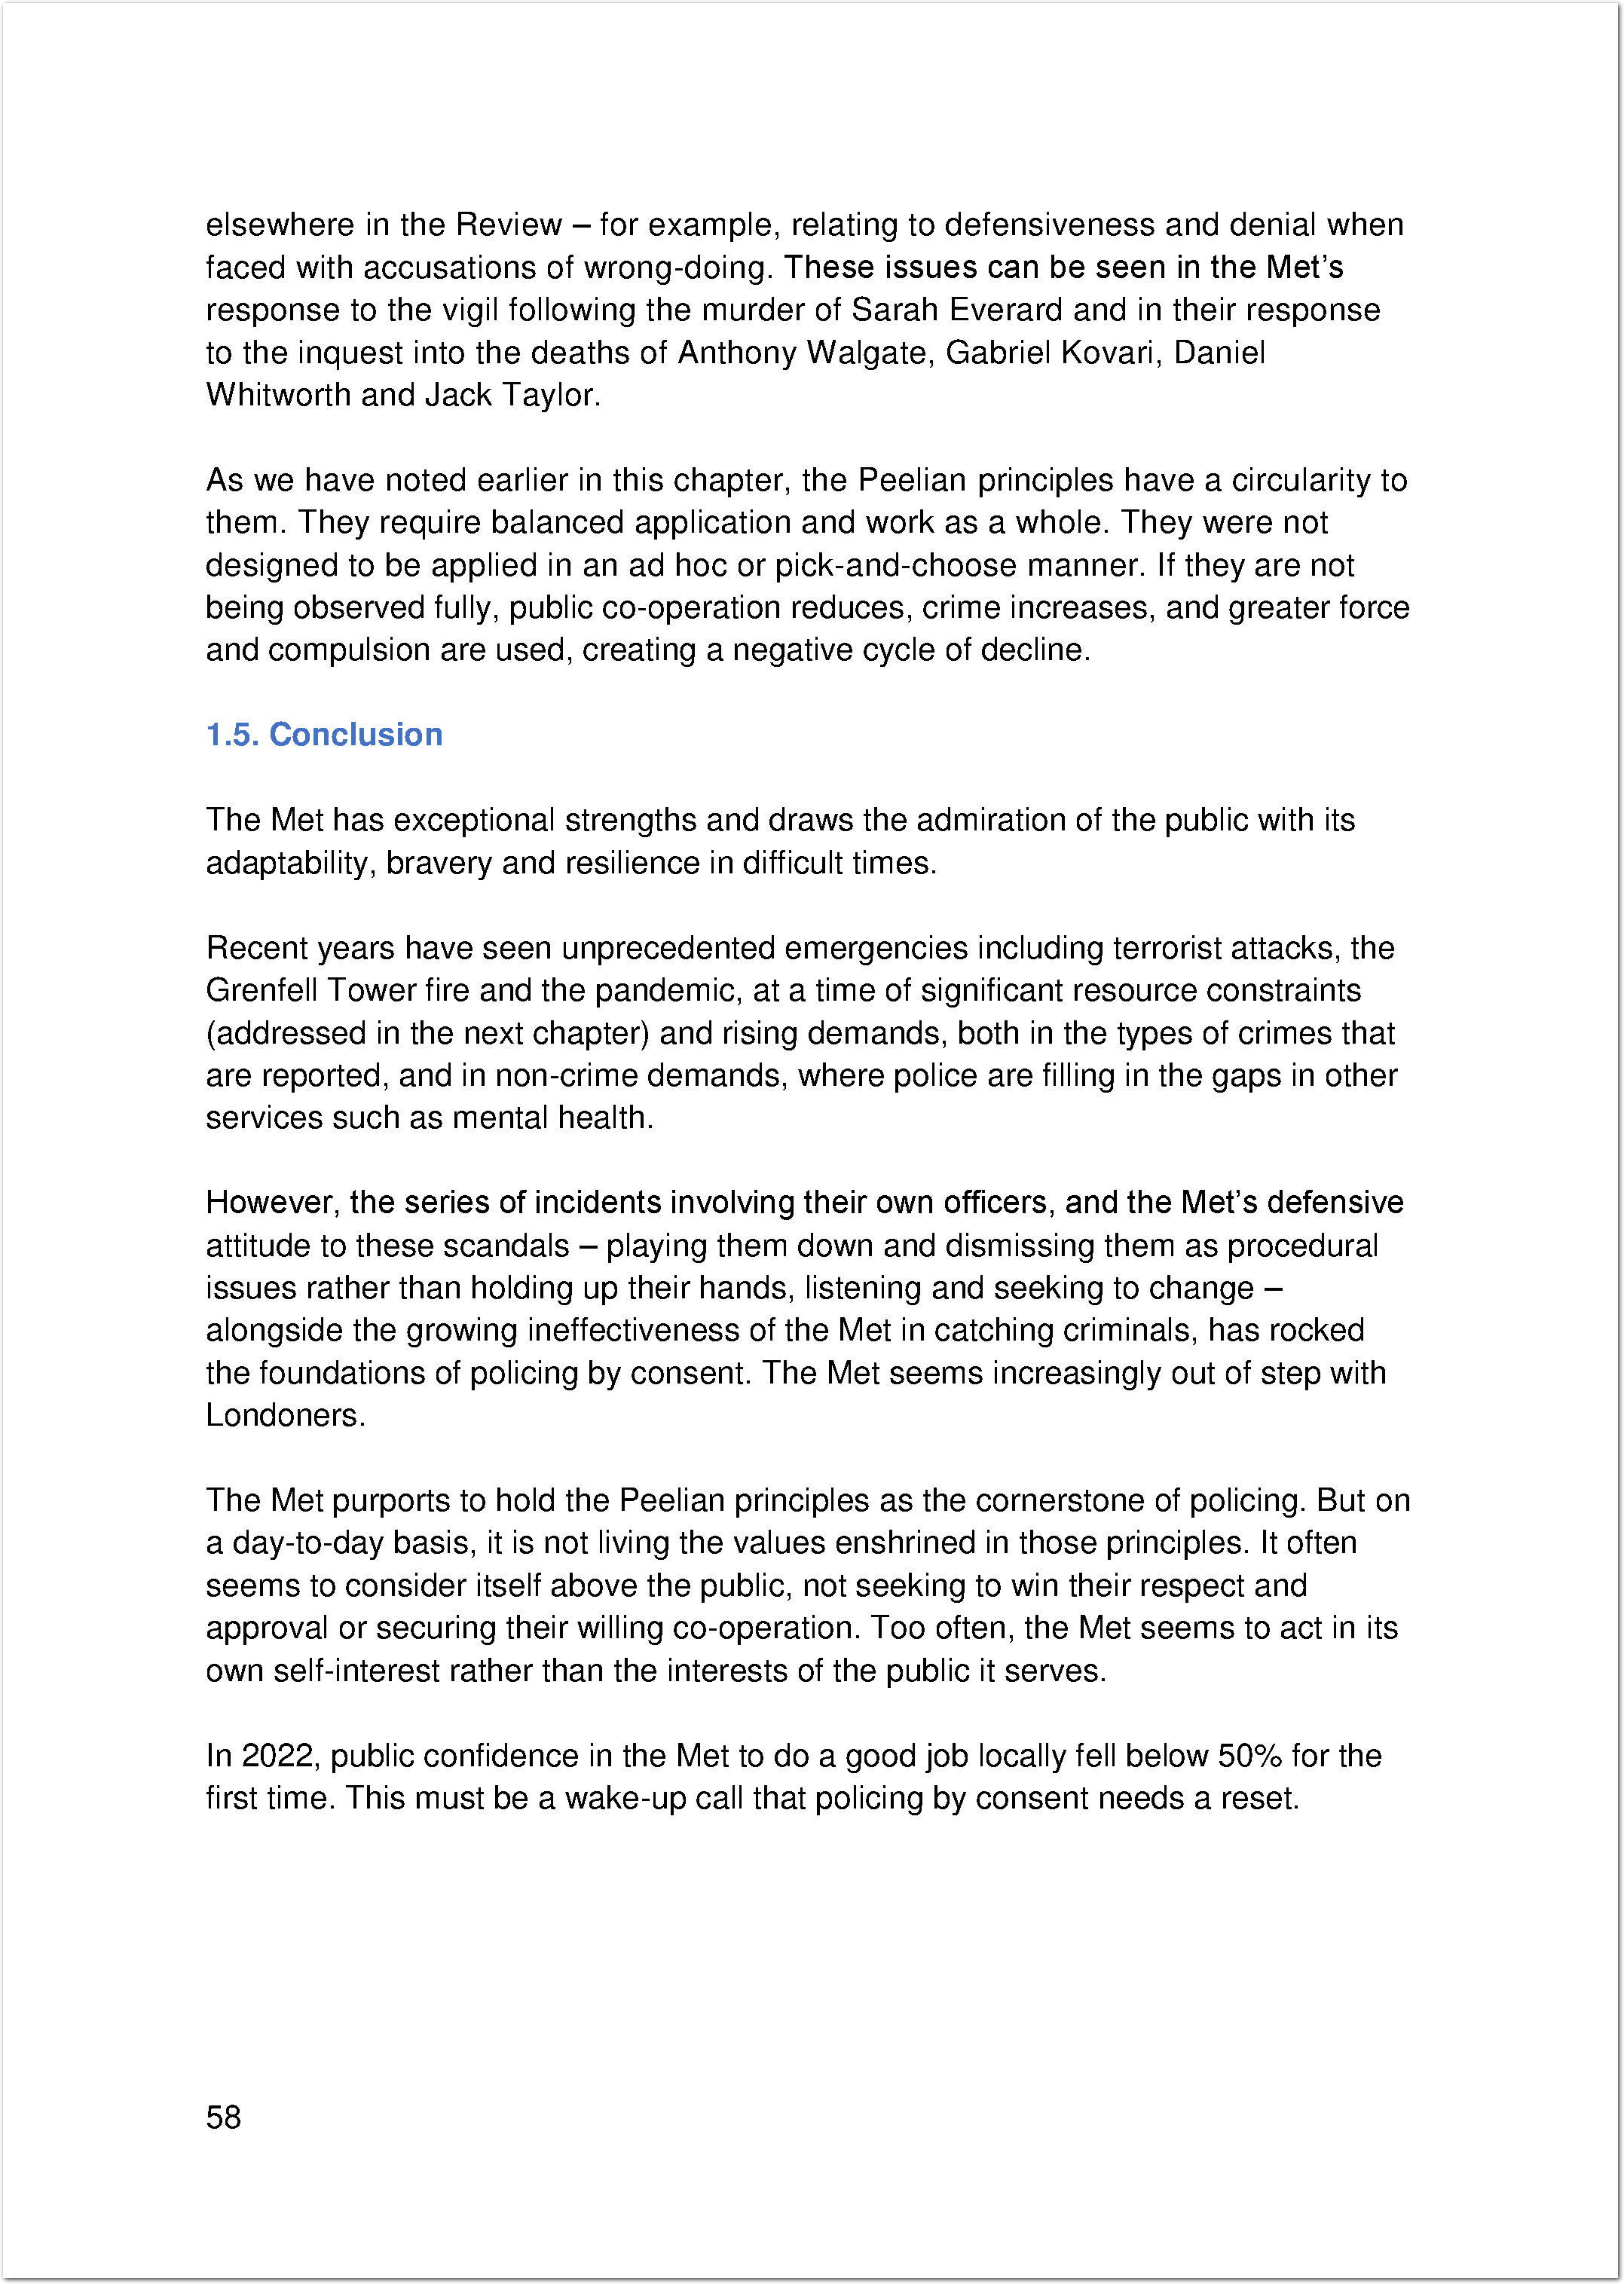 elsewhere in the Review – for example, relating to defensiveness and denial when
faced with accusations of wrong-doing. These issues can be seen in the Met’s
response to the vigil following the murder of Sarah Everard and in their response
to the inquest into the deaths of Anthony Walgate, Gabriel Kovari, Daniel
Whitworth and Jack Taylor.
As we have noted earlier in this chapter, the Peelian principles have a circularity to
them. They require balanced application and work as a whole. They were not
designed to be applied in an ad hoc or pick-and-choose manner. If they are not
being observed fully, public co-operation reduces, crime increases, and greater force
and compulsion are used, creating a negative cycle of decline.
1.5. Conclusion
The Met has exceptional strengths and draws the admiration of the public with its
adaptability, bravery and resilience in difficult times.
Recent years have seen unprecedented emergencies including terrorist attacks, the
Grenfell Tower fire and the pandemic, at a time of significant resource constraints
(addressed in the next chapter) and rising demands, both in the types of crimes that
are reported, and in non-crime demands, where police are filling in the gaps in other
services such as mental health.
However, the series of incidents involving their own officers, and the Met’s defensive
attitude to these scandals – playing them down and dismissing them as procedural
issues rather than holding up their hands, listening and seeking to change –
alongside the growing ineffectiveness of the Met in catching criminals, has rocked
the foundations of policing by consent. The Met seems increasingly out of step with
Londoners.
The Met purports to hold the Peelian principles as the cornerstone of policing. But on
a day-to-day basis, it is not living the values enshrined in those principles. It often
seems to consider itself above the public, not seeking to win their respect and
approval or securing their willing co-operation. Too often, the Met seems to act in its
own self-interest rather than the interests of the public it serves.
In 2022, public confidence in the Met to do a good job locally fell below 50% for the
first time. This must be a wake-up call that policing by consent needs a reset.
58